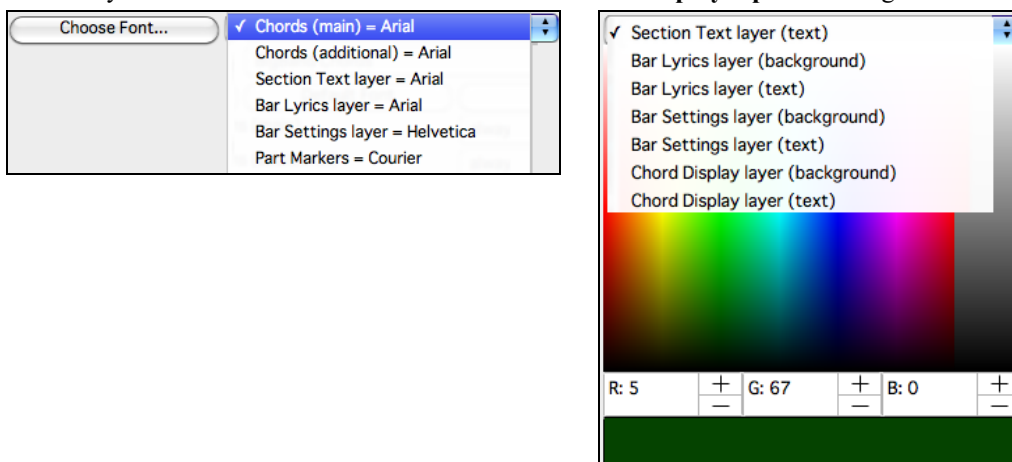 Choose Font...
✓ Chords (main) = Arial
Chords (additional) = Arial
Section Text layer = Arial
Bar Lyrics layer = Arial
Bar Settings layer = Helvetica
Part Markers = Courier
✓ Section Text layer (text)
Bar Lyrics layer (background)
Bar Lyrics layer (text)
Bar Settings layer (background)
Bar Settings layer (text)
Chord Display layer (background)
Chord Display layer (text)
R: 5 + − G: 67 + − B: 0 + −